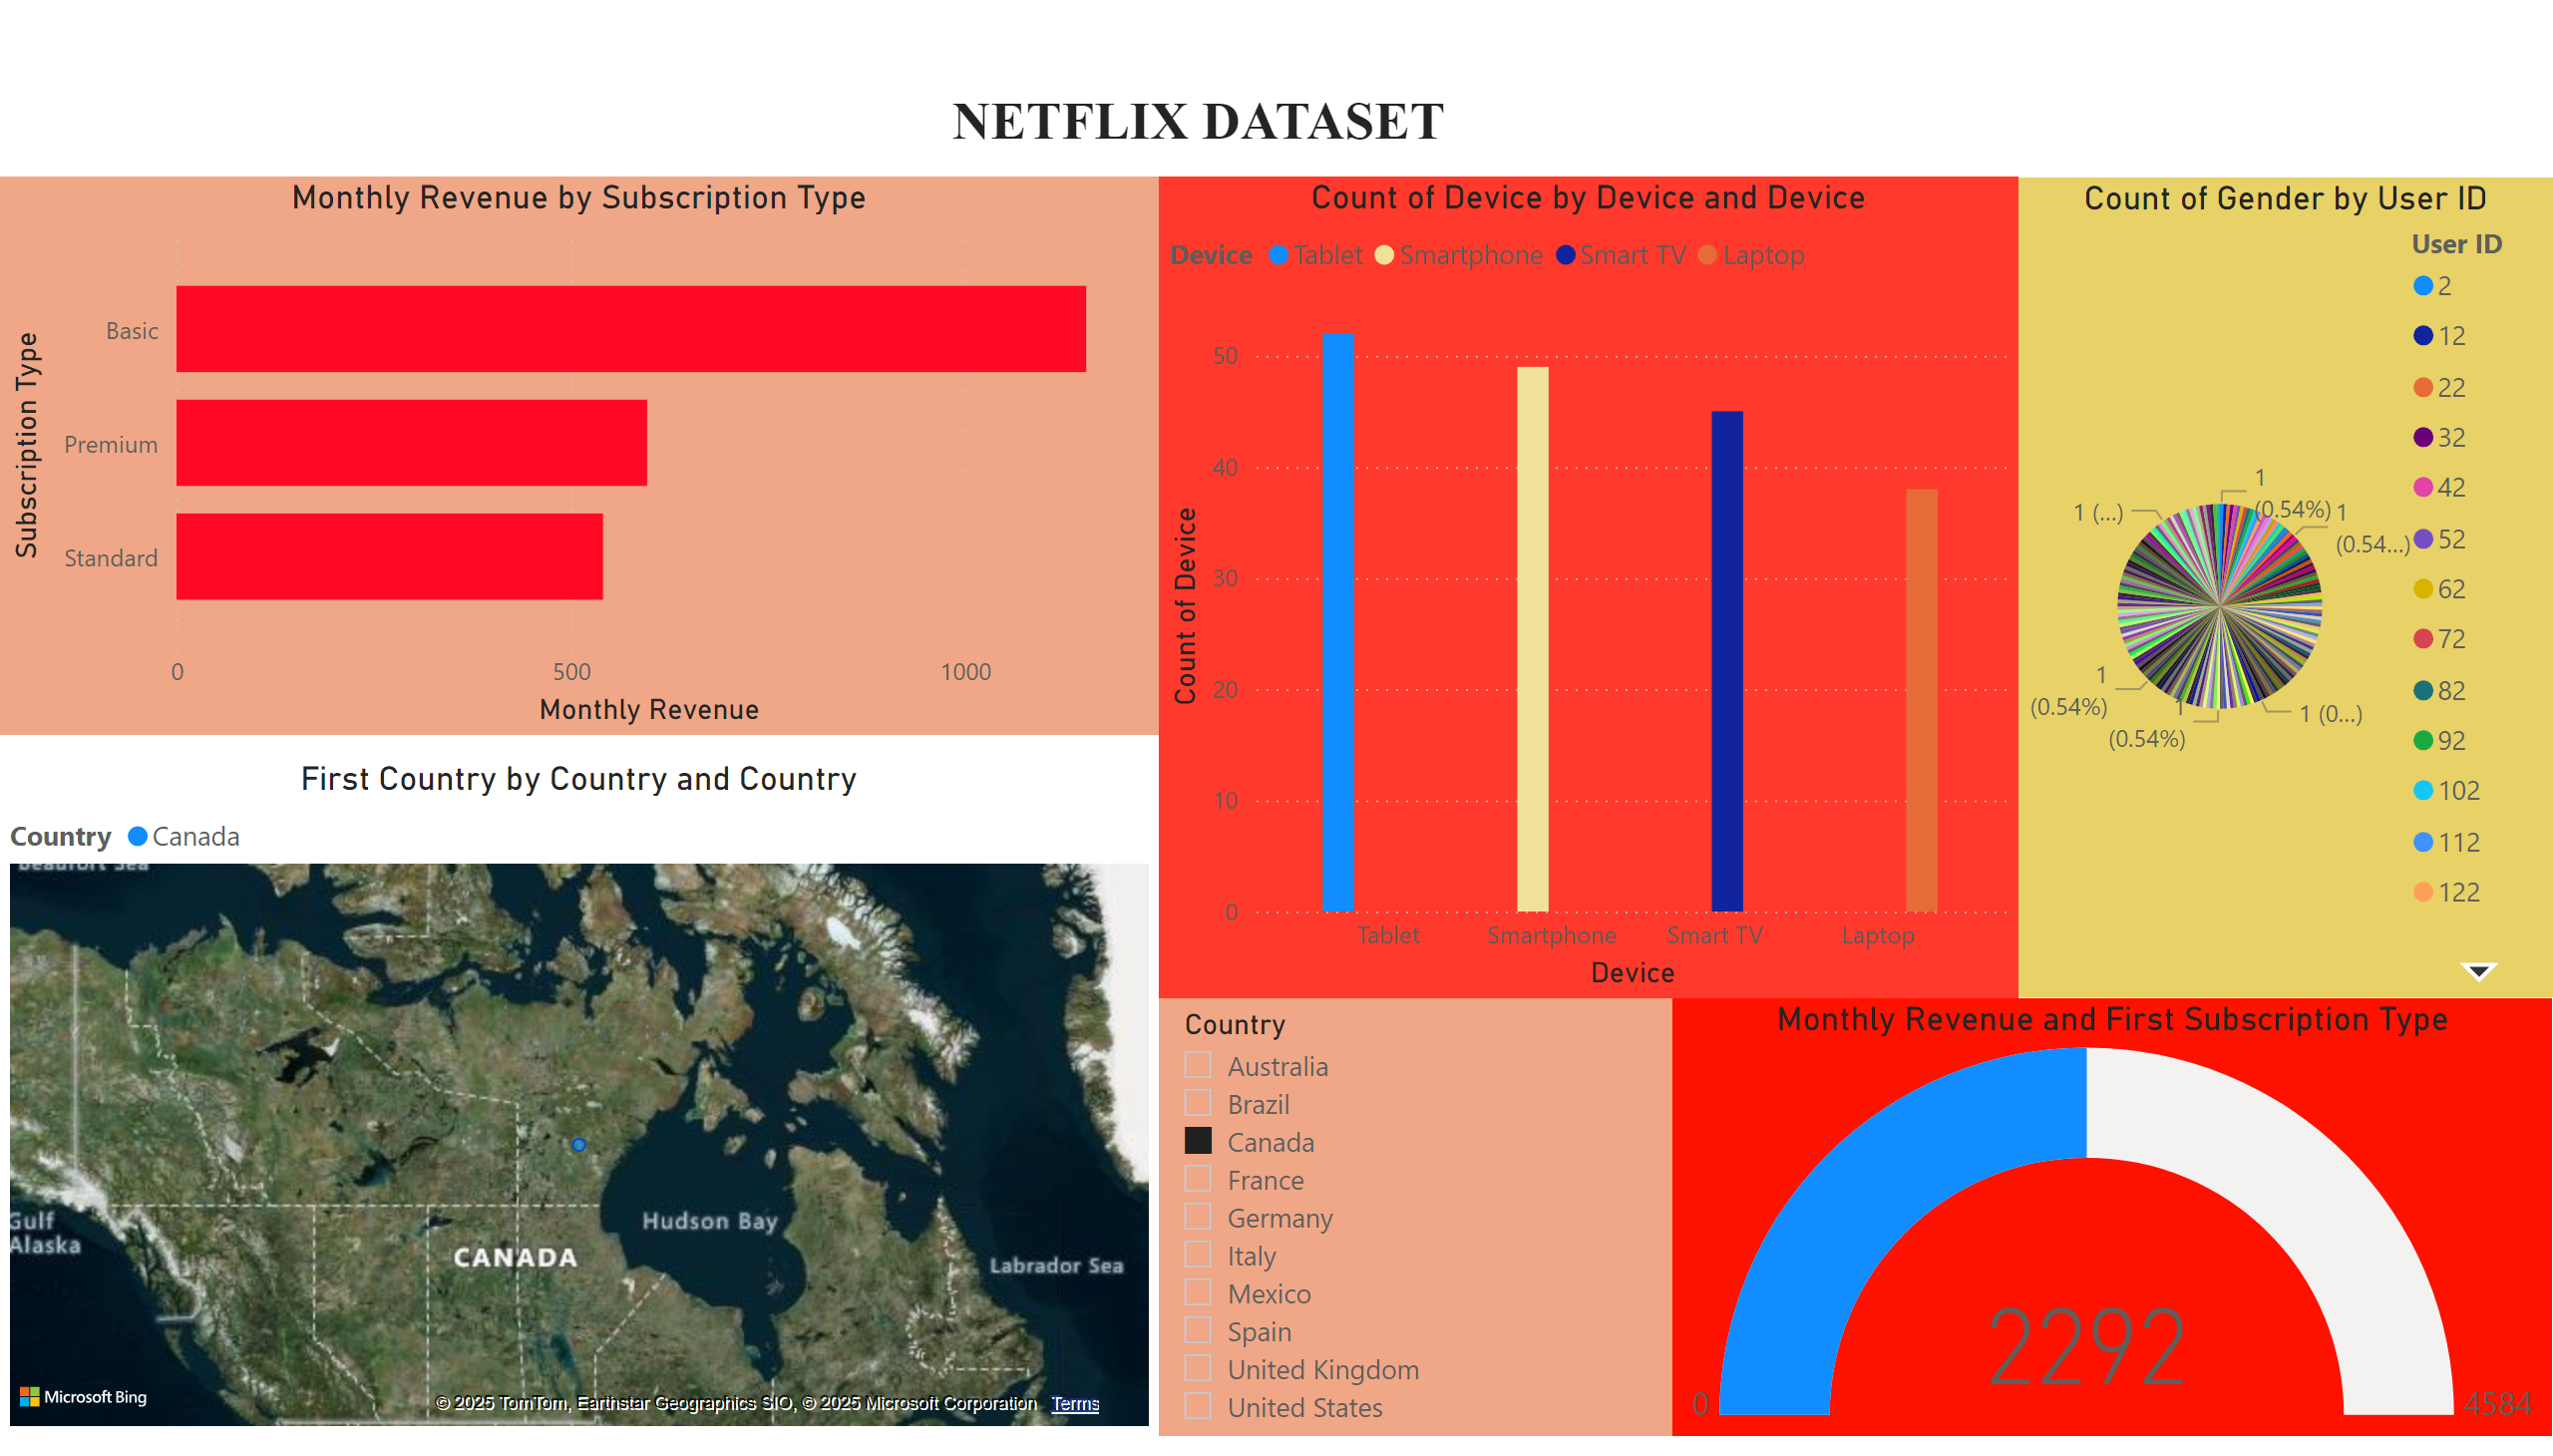 NETFLIX DATASET
Monthly Revenue by Subscription Type
Subscription Type
Basic
Premium
Standard
0 500 1000
Monthly Revenue
Count of Device by Device and Device
Device Tablet Smartphone Smart TV Laptop
Count of Device
50
40
30
20
10
0
Tablet Smartphone Smart TV Laptop
Device
Count of Gender by User ID
User ID
2
12
22
32
42
52
62
72
82
92
102
112
122
1
(0.54%)
1
(0.54...)
1 (...)
1
(0.54%)
1
(0.54%)
1 (0...)
First Country by Country and Country
Country Canada
Beaufort Sea
Gulf
Alaska
CANADA
Hudson Bay
Labrador Sea
Microsoft Bing
© 2025 TomTom, Earthstar Geographics SIO, © 2025 Microsoft Corporation Terms
Country
Australia
Brazil
Canada
France
Germany
Italy
Mexico
Spain
United Kingdom
United States
Monthly Revenue and First Subscription Type
2292
0 4584